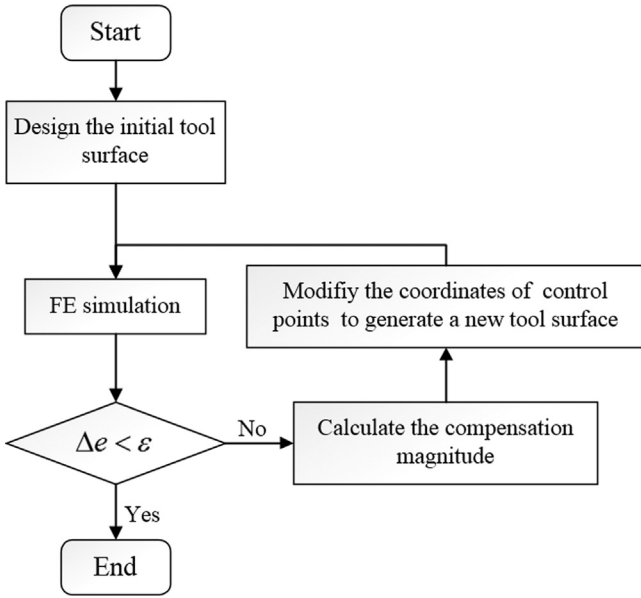 Start
Design the initial tool
surface
FE simulation
Modifiy the coordinates of control
points to generate a new tool surface
Δe < ε
No
Calculate the compensation
magnitude
Yes
End